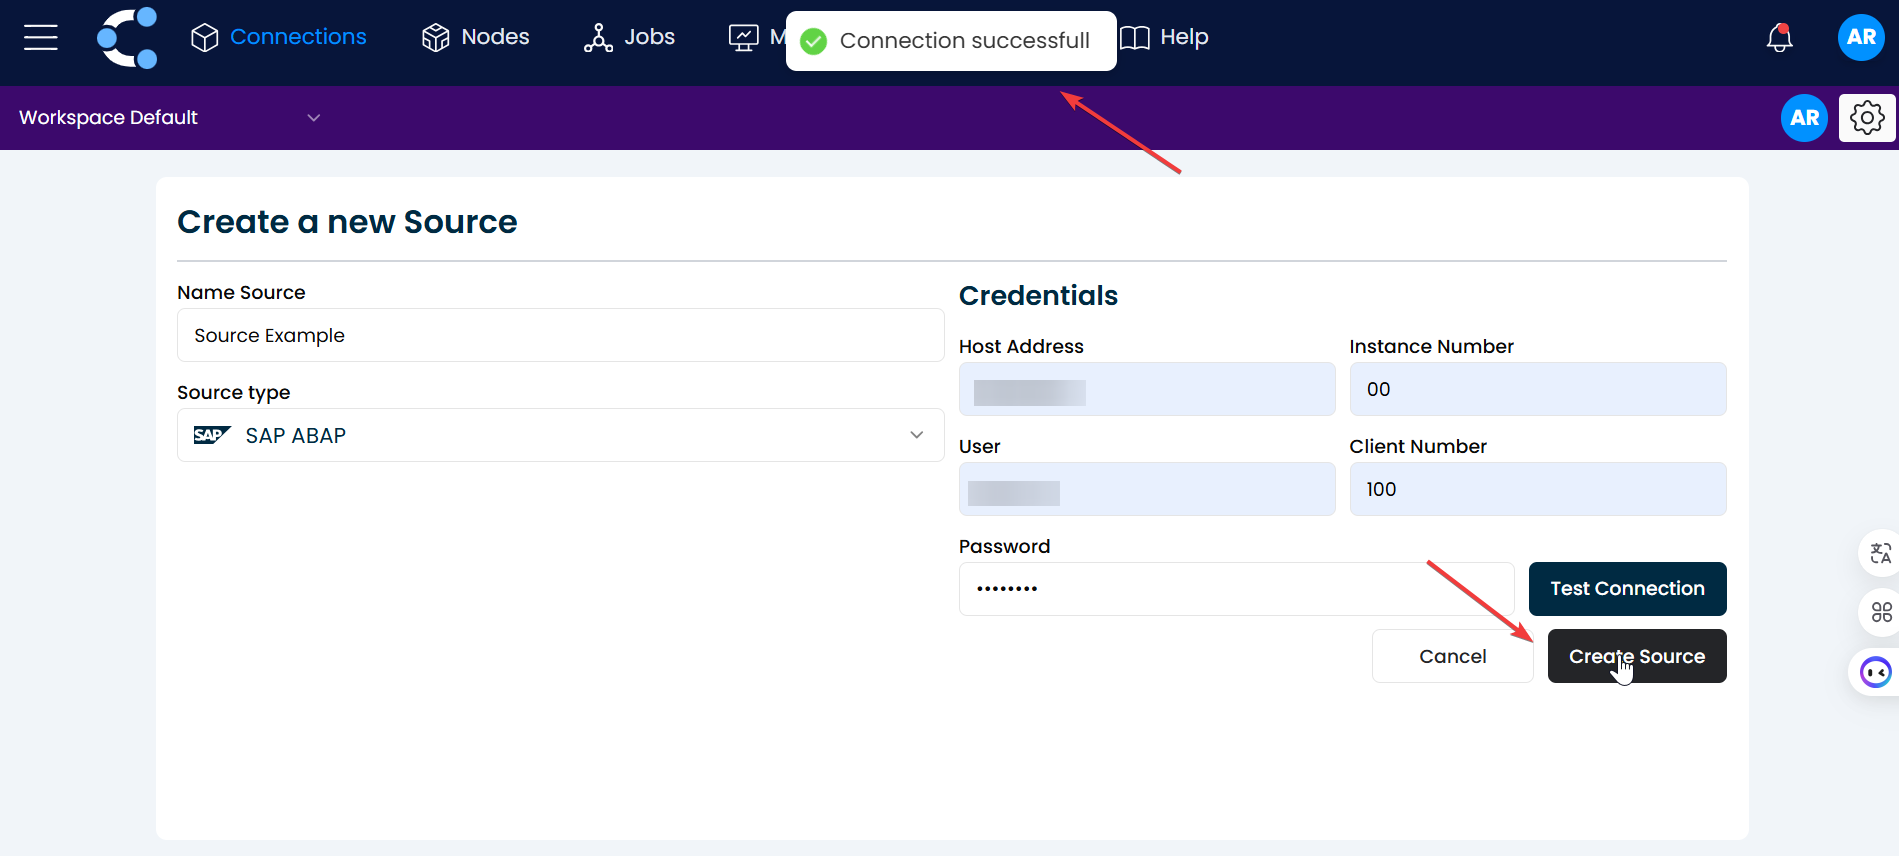 Connections
Nodes
Jobs
M
Connection successfull
Help
AR
Workspace Default
AR
Create a new Source
Name Source
Source Example
Source type
SAP SAP ABAP
Credentials
Host Address
Instance Number
00
User
Client Number
100
Password
••••••••
Test Connection
Cancel
Create Source